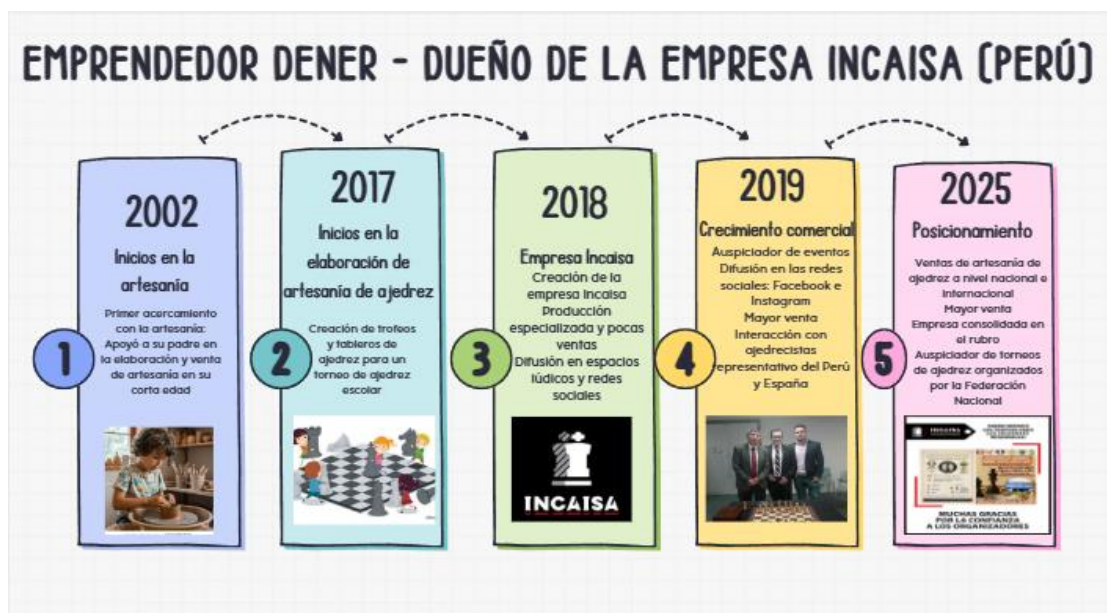 EMPRENDEDOR DENER - DUEÑO DE LA EMPRESA INCAISA (PERÚ)
1
2002
Inicios en la
artesanía
Primer acercamiento
con la artesanía:
Apoyó a su padre en
la elaboración y venta
de artesanía en su
corta edad
2
2017
Inicios en la
elaboración de
artesanía de ajedrez
Creación de trofeos
y tableros de
ajedrez para un
torneo de ajedrez
escolar
3
2018
Empresa Incaisa
Creación de la
empresa Incaisa
Producción
especializada y pocas
ventas
Difusión en espacios
lúdicos y redes
sociales
INCAISA
4
2019
Crecimiento comercial
Auspiciador de eventos
Difusión en las redes
sociales: Facebook e
Instagram
Mayor venta
Interacción con
ajedrecistas
representativo del Perú
y España
5
2025
Posicionamiento
Ventas de artesanía de
ajedrez a nivel nacional e
internacional
Mayor venta
Empresa consolidada en
el rubro
Auspiciador de torneos
de ajedrez organizados
por la Federación
Nacional
INCAISA
MUCHAS GRACIAS
POR LA CONFIANZA
A LOS ORGANIZADORES